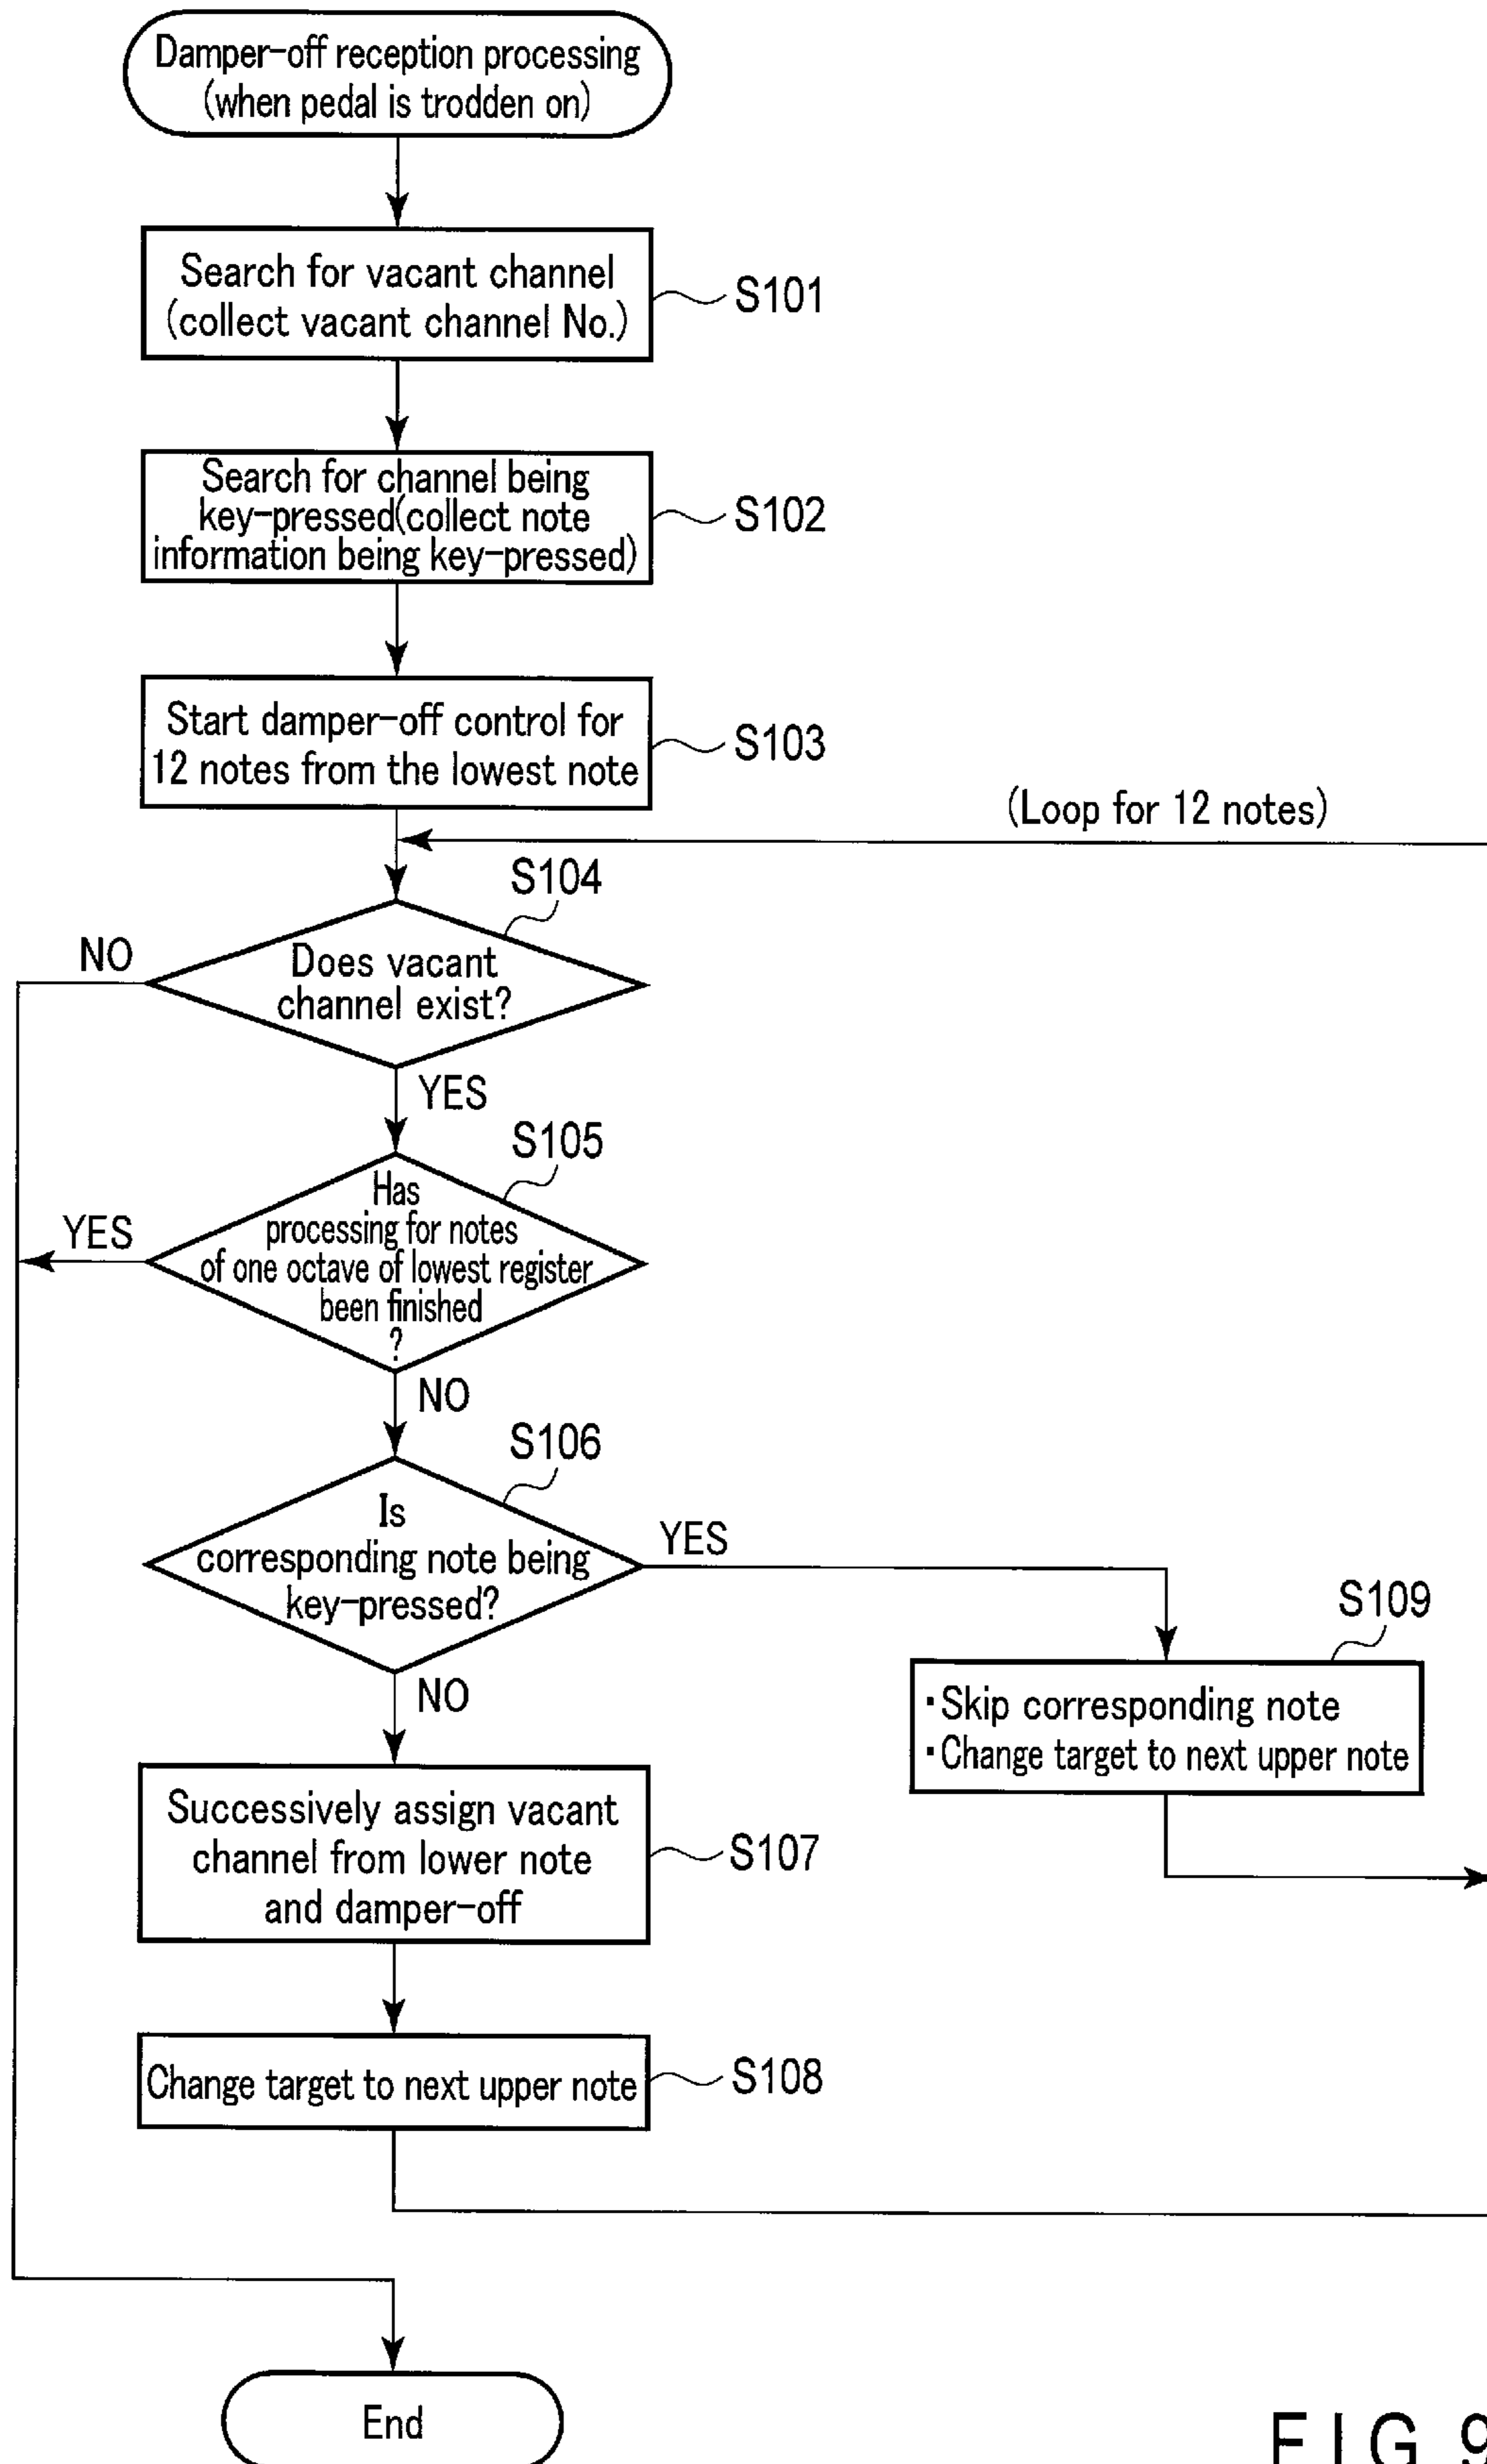 Damper-off reception processing
(when pedal is trodden on)
Search for vacant channel
(collect vacant channel No.)
S101
Search for channel being
key-pressed(collect note
information being key-pressed)
S102
Start damper-off control for
12 notes from the lowest note
S103
(Loop for 12 notes)
S104
NO
Does vacant
channel exist?
YES
S105
Has
processing for notes
of one octave of lowest register
been finished
?
YES
NO
S106
Is
corresponding note being
key-pressed?
YES
S109
・Skip corresponding note
・Change target to next upper note
NO
Successively assign vacant
channel from lower note
and damper-off
S107
Change target to next upper note
S108
End
FIG 9